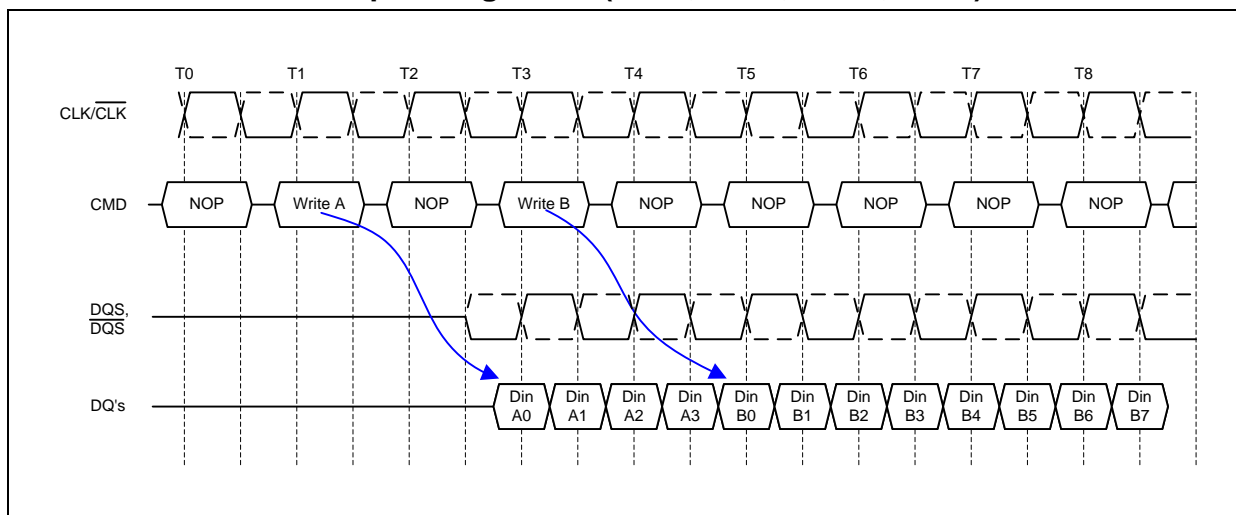 T0 T1 T2 T3 T4 T5 T6 T7 T8
CLK/CLK
CMD NOP Write A NOP Write B NOP NOP NOP NOP NOP
DQS,
DQS
DQ's Din Din Din Din Din Din Din Din Din Din Din Din
A0 A1 A2 A3 B0 B1 B2 B3 B4 B5 B6 B7